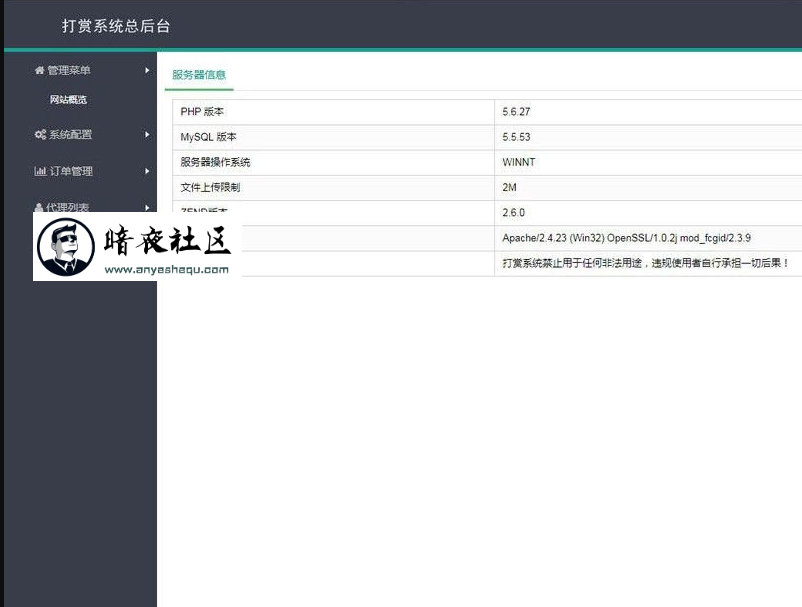 打赏系统总后台
管理菜单
网站概览
系统配置
订单管理
代理列表
暗夜社区
www.anyeshequ.com
服务器信息
PHP 版本 5.6.27
MySQL 版本 5.5.53
服务器操作系统 WINNT
文件上传限制 2M
ZEND版本 2.6.0
Apache/2.4.23 (Win32) OpenSSL/1.0.2j mod_fcgid/2.3.9
打赏系统禁止用于任何非法用途，违规使用者自行承担一切后果！